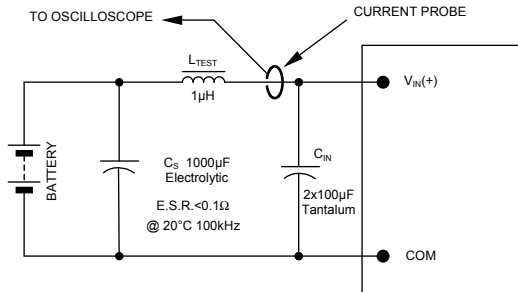 TO OSCILLOSCOPE
CURRENT PROBE
LTEST
1µH
VIN(+)
BATTERY
CS 1000µF
Electrolytic
E.S.R.<0.1Ω
@ 20°C 100kHz
CIN
2x100µF
Tantalum
COM